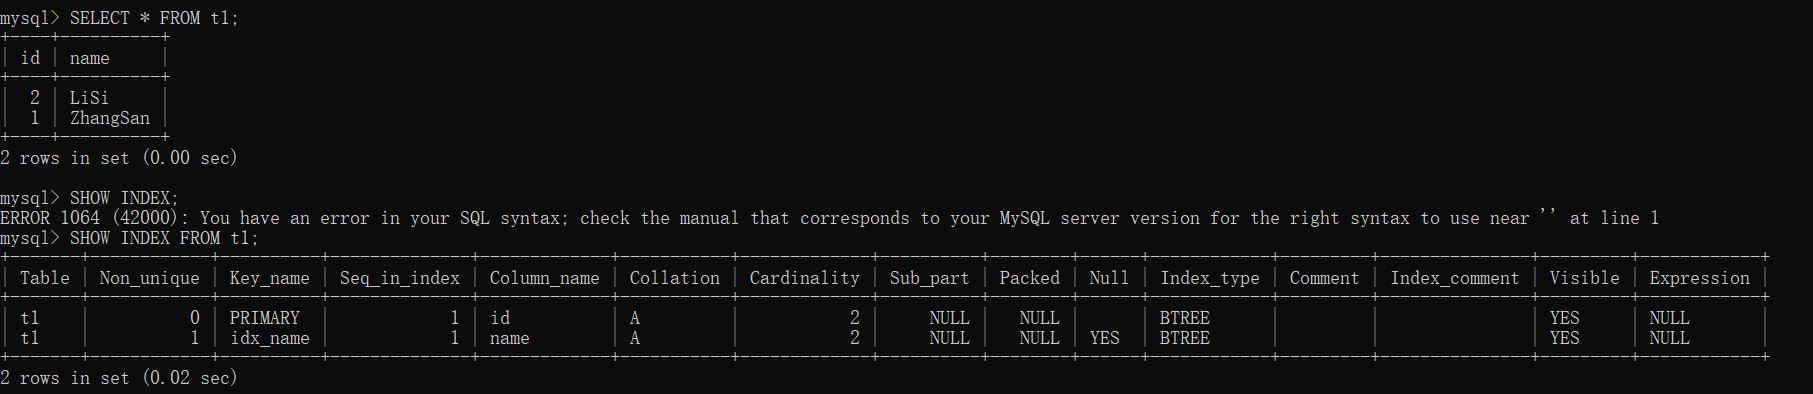 mysql> SELECT * FROM t1;
+----+----------+
| id | name     |
+----+----------+
|  2 | LiSi     |
|  1 | ZhangSan |
+----+----------+
2 rows in set (0.00 sec)

mysql> SHOW INDEX;
ERROR 1064 (42000): You have an error in your SQL syntax; check the manual that corresponds to your MySQL server version for the right syntax to use near '' at line 1
mysql> SHOW INDEX FROM t1;
+-------+------------+----------+--------------+-------------+-----------+-------------+----------+--------+------+------------+---------+---------------+---------+------------+
| Table | Non_unique | Key_name | Seq_in_index | Column_name | Collation | Cardinality | Sub_part | Packed | Null | Index_type | Comment | Index_comment | Visible | Expression |
+-------+------------+----------+--------------+-------------+-----------+-------------+----------+--------+------+------------+---------+---------------+---------+------------+
| t1    |          0 | PRIMARY  |            1 | id          | A         |           2 |     NULL |   NULL |      | BTREE      |         |               | YES     | NULL       |
| t1    |          1 | idx_name |            1 | name        | A         |           2 |     NULL |   NULL | YES  | BTREE      |         |               | YES     | NULL       |
+-------+------------+----------+--------------+-------------+-----------+-------------+----------+--------+------+------------+---------+---------------+---------+------------+
2 rows in set (0.02 sec)